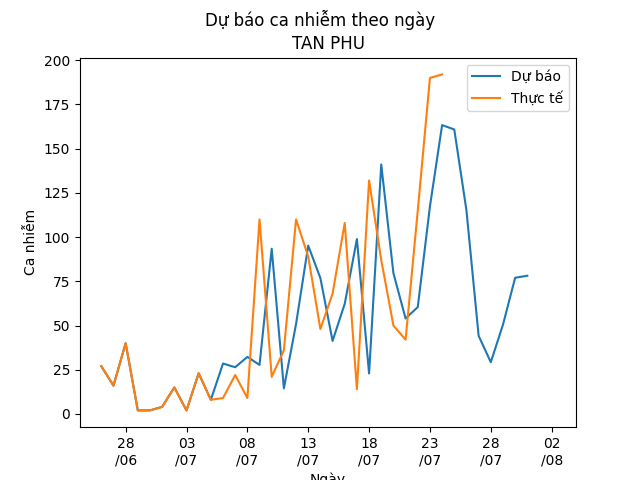 Dự báo ca nhiễm theo ngày
TAN PHU
200
175
150
125
100
75
50
25
0
Ca nhiễm
Dự báo
Thực tế
28 03 08 13 18 23 28 02
/06 /07 /07 /07 /07 /07 /07 /08
Ngày